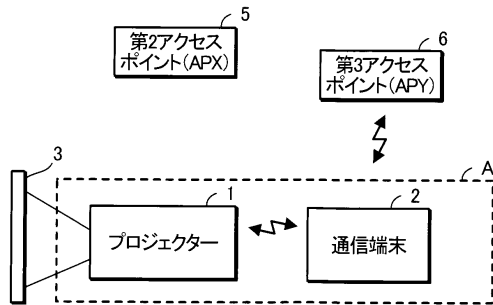 5
第2アクセス
ポイント(APX)
6
第3アクセス
ポイント(APY)
3
A
1
プロジェクター
2
通信端末